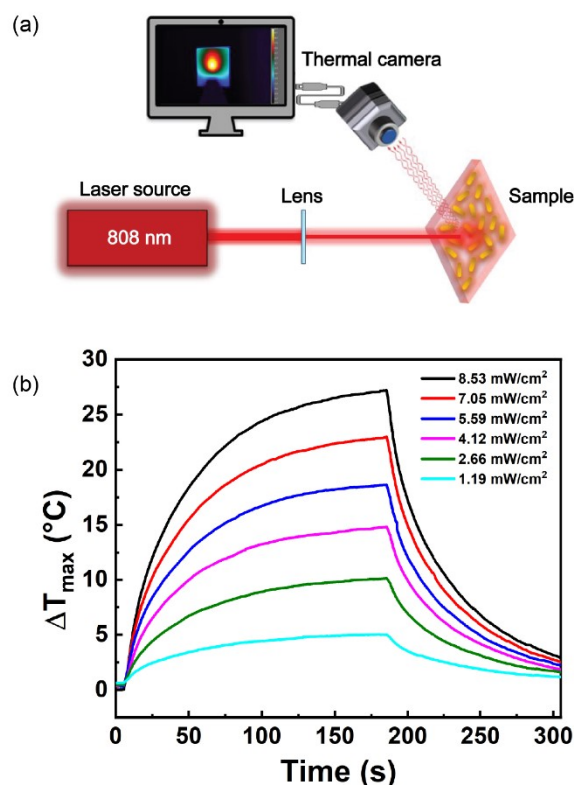 (a)
Thermal camera
Laser source
Lens
Sample
808 nm
(b)
30
25
20
15
10
5
0
ΔTmax (°C)
8.53 mW/cm²
7.05 mW/cm²
5.59 mW/cm²
4.12 mW/cm²
2.66 mW/cm²
1.19 mW/cm²
0 50 100 150 200 250 300
Time (s)